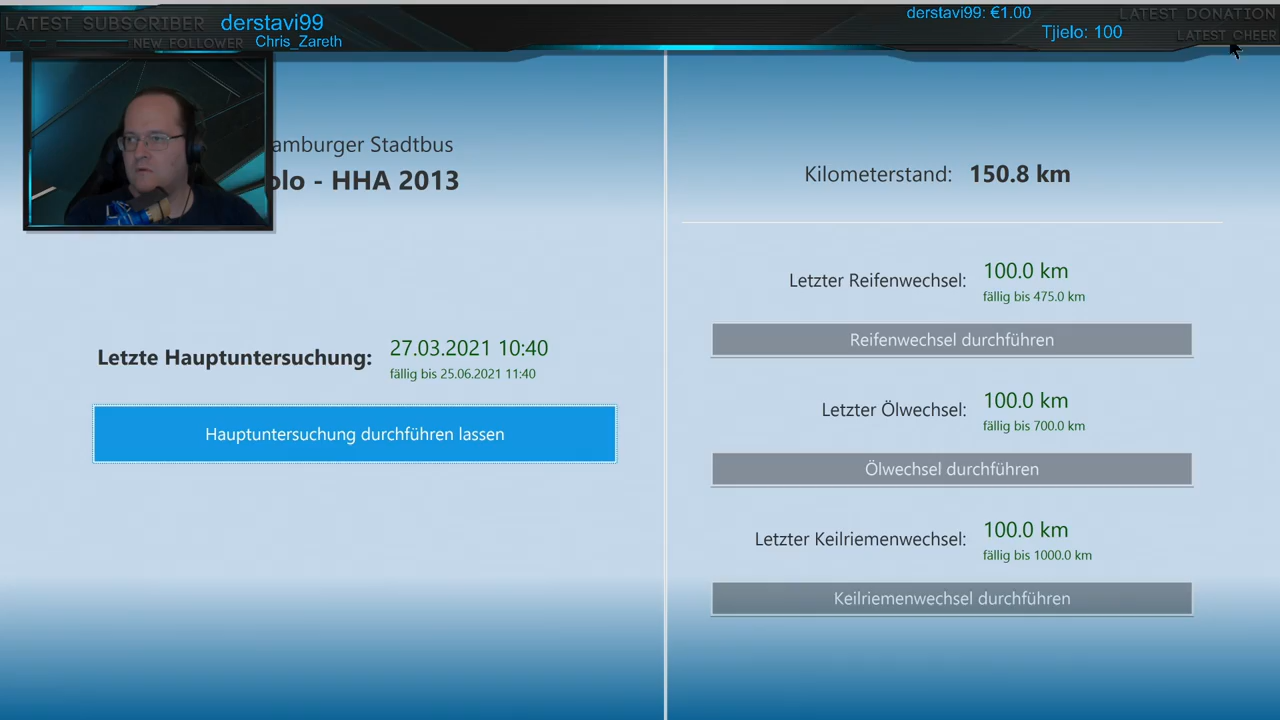 LATEST SUBSCRIBER
derstavi99
NEW FOLLOWER
Chris_Zareth
derstavi99: €1.00
LATEST DONATION
Tjielo: 100
LATEST CHEER
amburger Stadtbus
olo - HHA 2013
Letzte Hauptuntersuchung:
27.03.2021 10:40
fällig bis 25.06.2021 11:40
Hauptuntersuchung durchführen lassen
Kilometerstand: 150.8 km
Letzter Reifenwechsel:
100.0 km
fällig bis 475.0 km
Reifenwechsel durchführen
Letzter Ölwechsel:
100.0 km
fällig bis 700.0 km
Ölwechsel durchführen
Letzter Keilriemenwechsel:
100.0 km
fällig bis 1000.0 km
Keilriemenwechsel durchführen